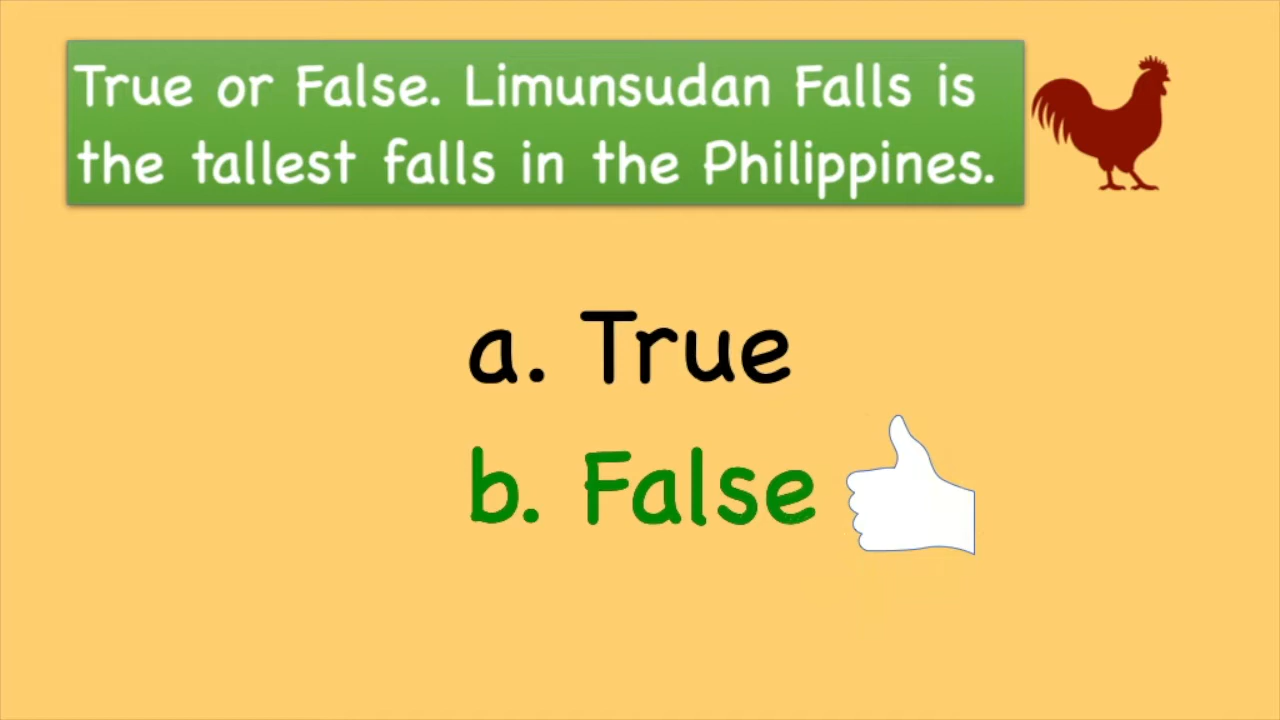 True or False. Limunsudan Falls is
the tallest falls in the Philippines.
a. True
b. False